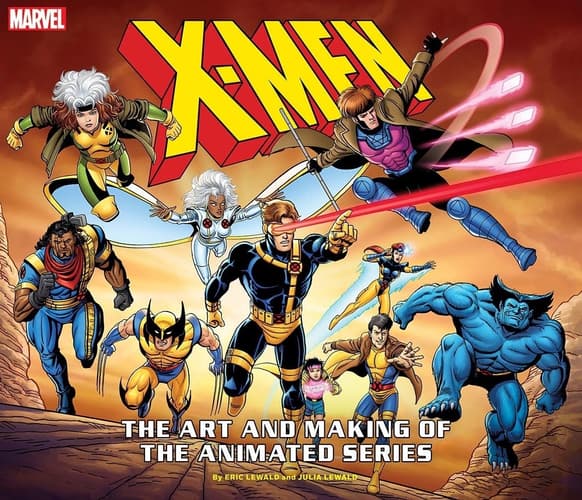 MARVEL
X-MEN
THE ART AND MAKING OF
THE ANIMATED SERIES
By ERIC LEWALD and JULIA LEWALD